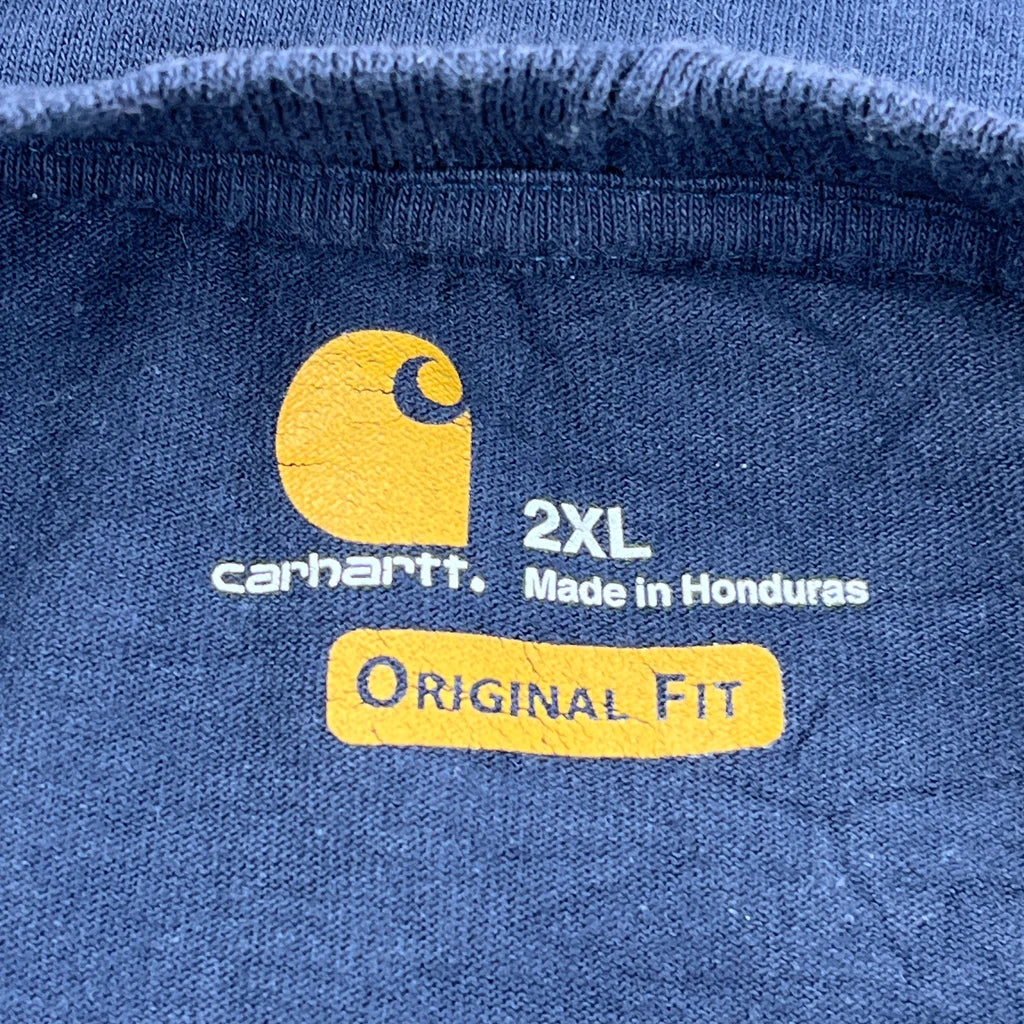 2XL
carhartt.
Made in Honduras
ORIGINAL FIT